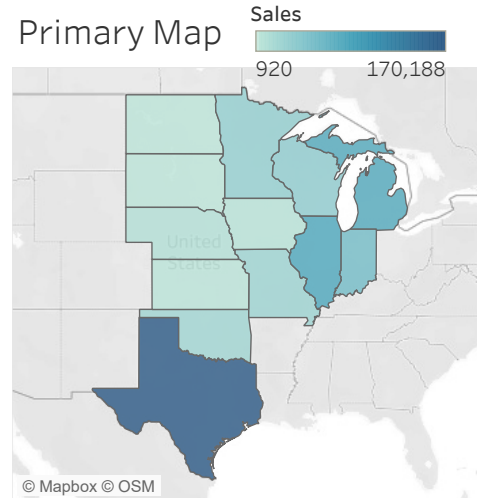 Primary Map
Sales
920 170,188
United
States
© Mapbox © OSM